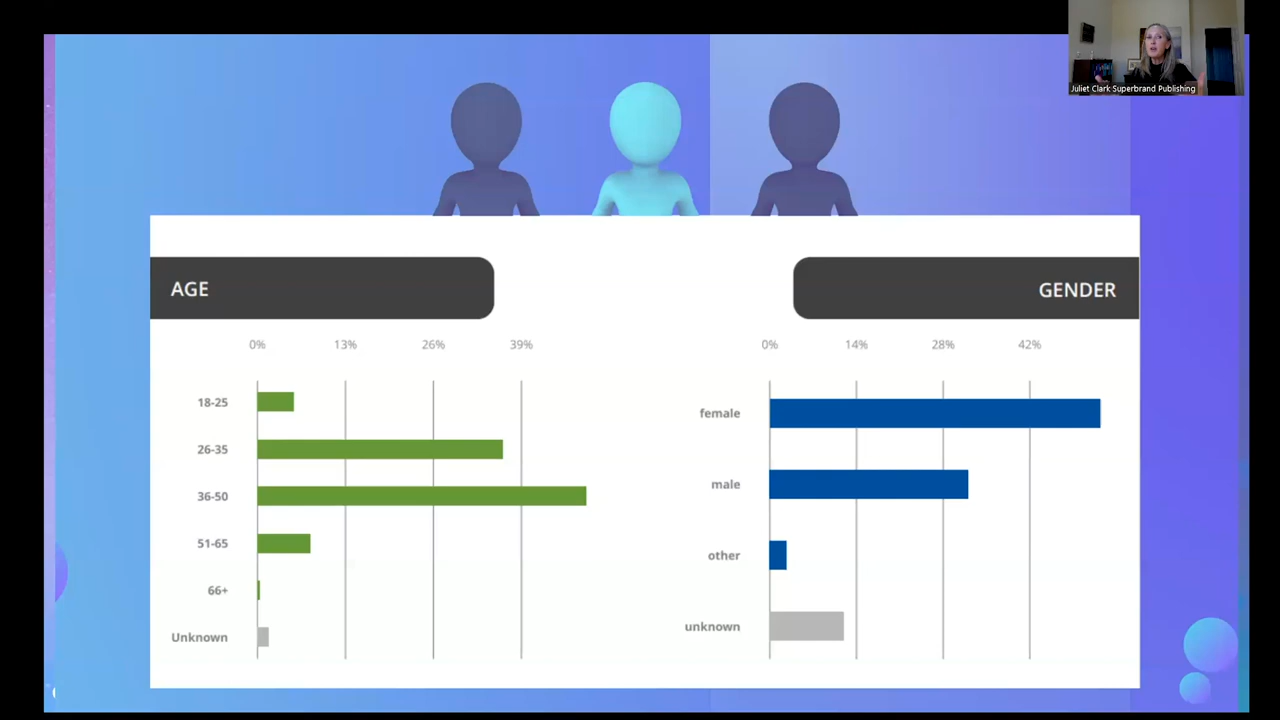 Juliet Clark Superbrand Publishing
AGE
0% 13% 26% 39%
18-25
26-35
36-50
51-65
66+
Unknown
GENDER
0% 14% 28% 42%
female
male
other
unknown